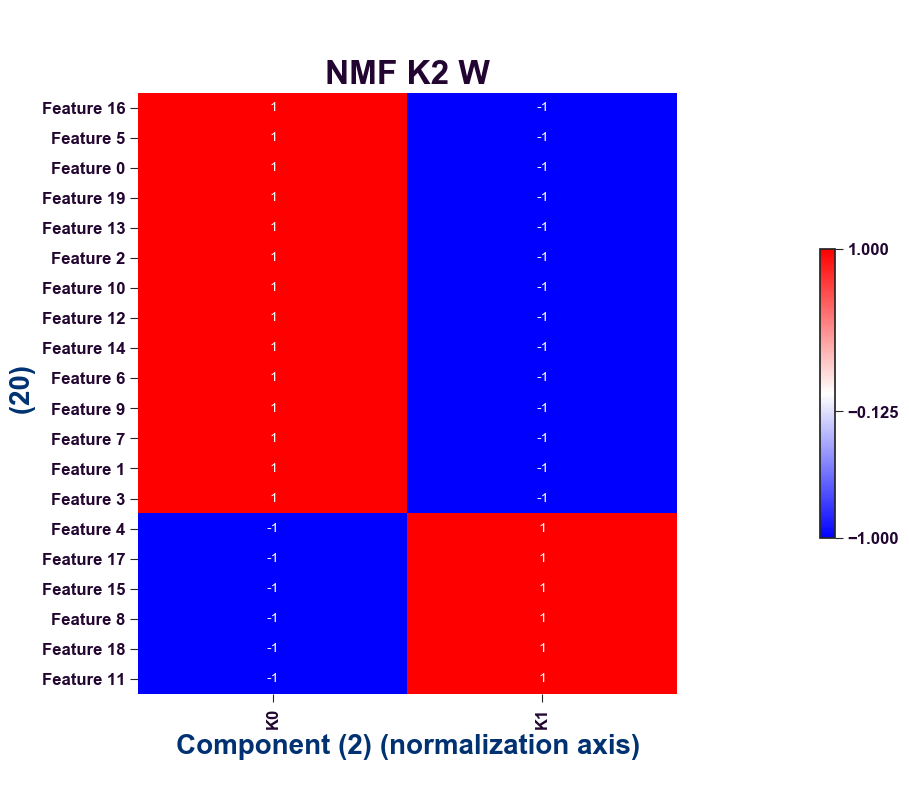 NMF K2 W
Feature 16 1 -1
Feature 5 1 -1
Feature 0 1 -1
Feature 19 1 -1
Feature 13 1 -1
Feature 2 1 -1
Feature 10 1 -1
Feature 12 1 -1
Feature 14 1 -1
Feature 6 1 -1
Feature 9 1 -1
Feature 7 1 -1
Feature 1 1 -1
Feature 3 1 -1
Feature 4 -1 1
Feature 17 -1 1
Feature 15 -1 1
Feature 8 -1 1
Feature 18 -1 1
Feature 11 -1 1
(20)
K0 K1
Component (2) (normalization axis)
1.000
−0.125
−1.000